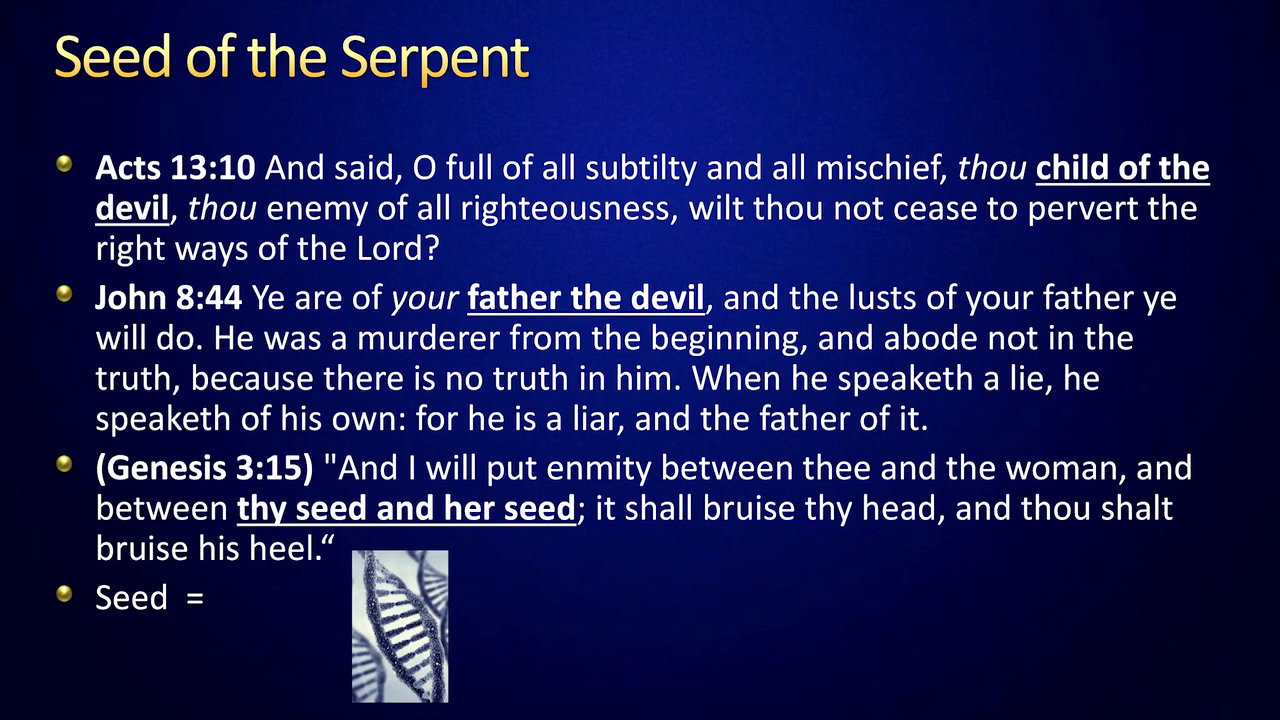 Seed of the Serpent
Acts 13:10 And said, O full of all subtilty and all mischief, thou child of the
devil, thou enemy of all righteousness, wilt thou not cease to pervert the
right ways of the Lord?
John 8:44 Ye are of your father the devil, and the lusts of your father ye
will do. He was a murderer from the beginning, and abode not in the
truth, because there is no truth in him. When he speaketh a lie, he
speaketh of his own: for he is a liar, and the father of it.
(Genesis 3:15) "And I will put enmity between thee and the woman, and
between thy seed and her seed; it shall bruise thy head, and thou shalt
bruise his heel.“
Seed =